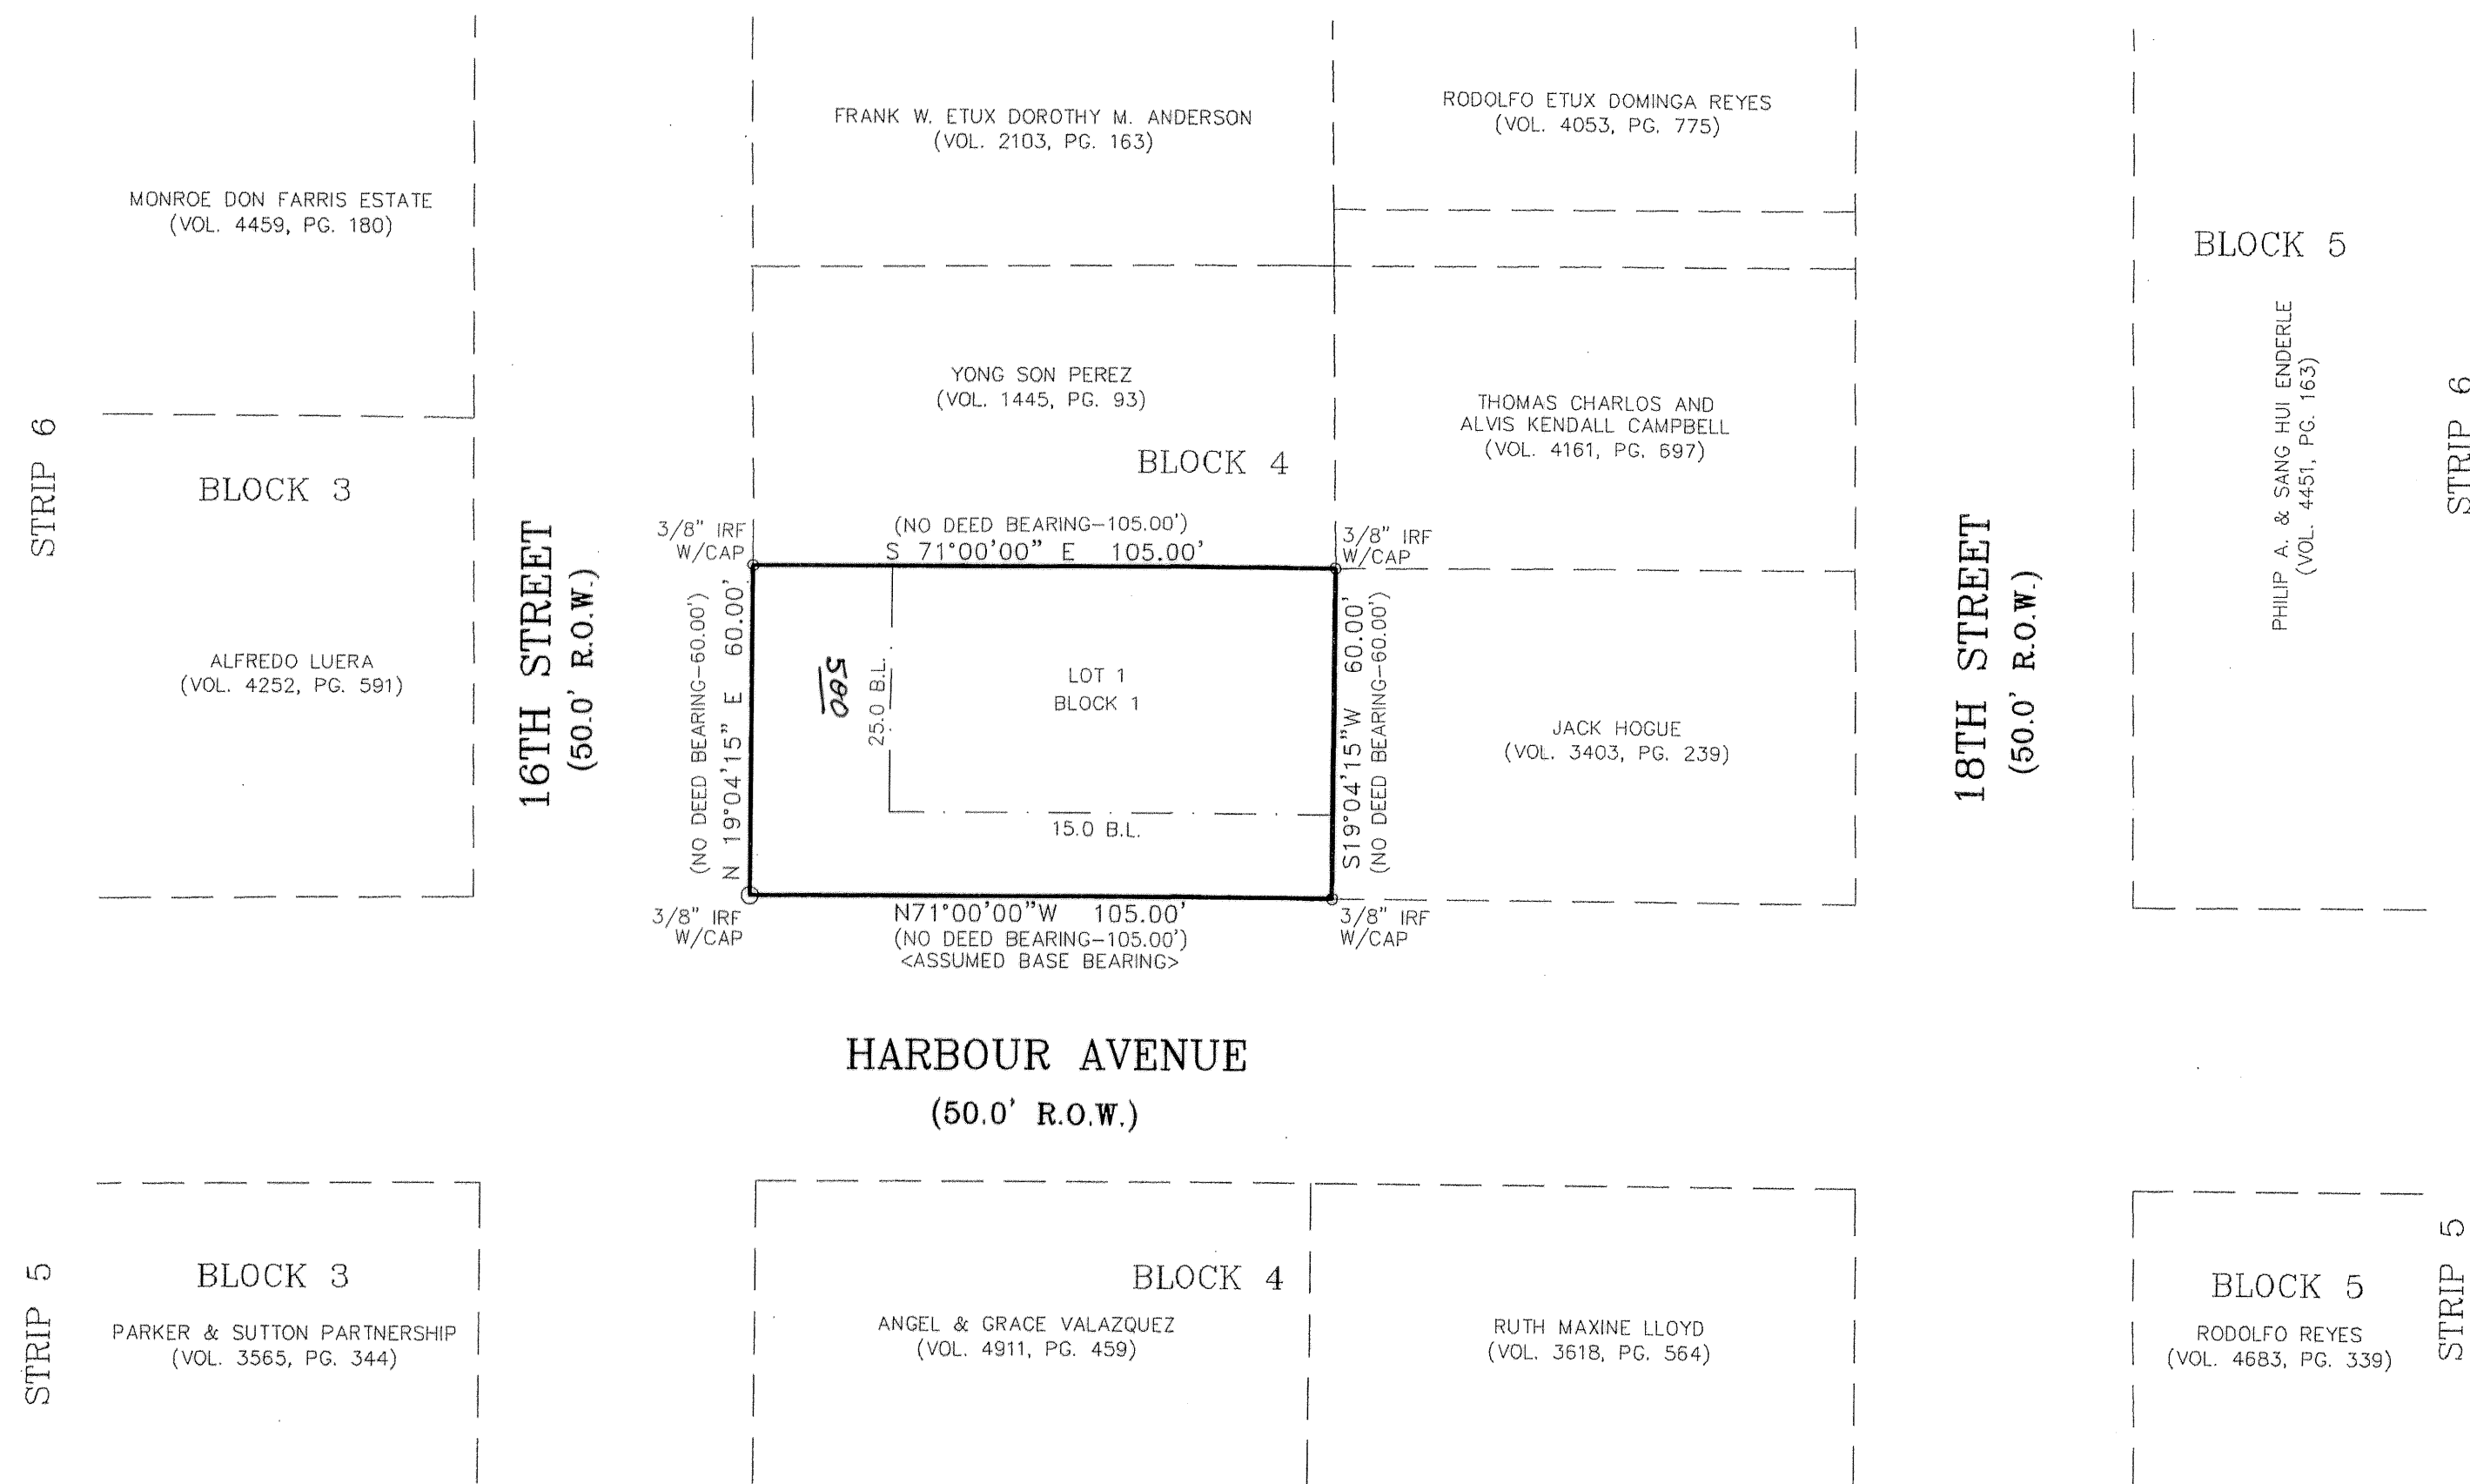 FRANK W. ETUX DOROTHY M. ANDERSON
(VOL. 2103, PG. 163)
RODOLFO ETUX DOMINGA REYES
(VOL. 4053, PG. 775)
MONROE DON FARRIS ESTATE
(VOL. 4459, PG. 180)
BLOCK 5
PHILIP A. & SANG HUI ENDERLE
(VOL. 4451, PG. 163)
STRIP 6
STRIP 6
YONG SON PEREZ
(VOL. 1445, PG. 93)
THOMAS CHARLOS AND
ALVIS KENDALL CAMPBELL
(VOL. 4161, PG. 697)
BLOCK 4
BLOCK 3
ALFREDO LUERA
(VOL. 4252, PG. 591)
16TH STREET
(50.0' R.O.W.)
3/8" IRF
W/CAP
(NO DEED BEARING-105.00')
S 71°00'00" E 105.00'
3/8" IRF
W/CAP
(NO DEED BEARING-60.00')
N 19°04'15" E 60.00'
500
25.0 B.L.
LOT 1
BLOCK 1
15.0 B.L.
S19°04'15"W 60.00'
(NO DEED BEARING-60.00')
JACK HOGUE
(VOL. 3403, PG. 239)
18TH STREET
(50.0' R.O.W.)
3/8" IRF
W/CAP
N71°00'00"W 105.00'
(NO DEED BEARING-105.00')
<ASSUMED BASE BEARING>
3/8" IRF
W/CAP
HARBOUR AVENUE
(50.0' R.O.W.)
STRIP 5
BLOCK 3
PARKER & SUTTON PARTNERSHIP
(VOL. 3565, PG. 344)
BLOCK 4
ANGEL & GRACE VALAZQUEZ
(VOL. 4911, PG. 459)
RUTH MAXINE LLOYD
(VOL. 3618, PG. 564)
BLOCK 5
RODOLFO REYES
(VOL. 4683, PG. 339)
STRIP 5